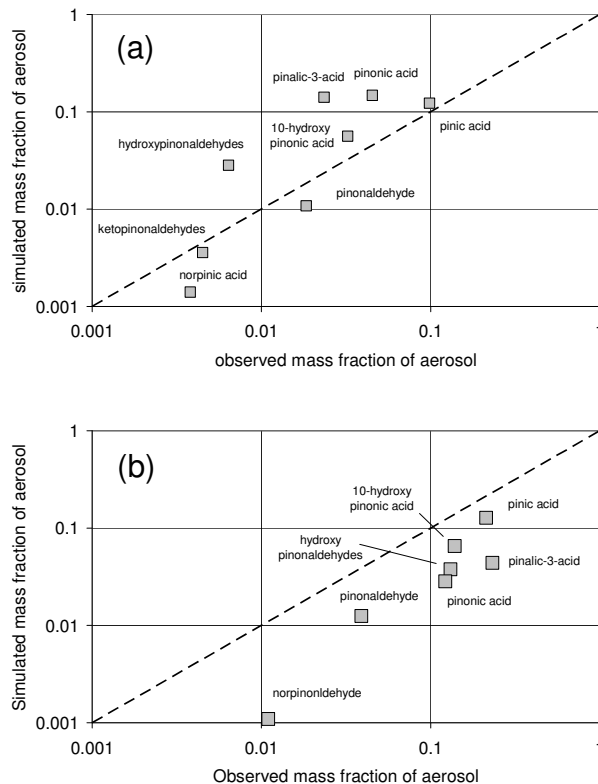 (a)
1
0.1
0.01
0.001
simulated mass fraction of aerosol
pinalic-3-acid
pinonic acid
hydroxypinonaldehydes
10-hydroxy
pinonic acid
pinic acid
pinonaldehyde
ketopinonaldehydes
norpinic acid
0.001 0.01 0.1 1
observed mass fraction of aerosol
(b)
1
0.1
0.01
0.001
Simulated mass fraction of aerosol
10-hydroxy
pinonic acid
pinic acid
hydroxy
pinonaldehydes
pinalic-3-acid
pinonaldehyde
pinonic acid
norpinonldehyde
0.001 0.01 0.1 1
Observed mass fraction of aerosol